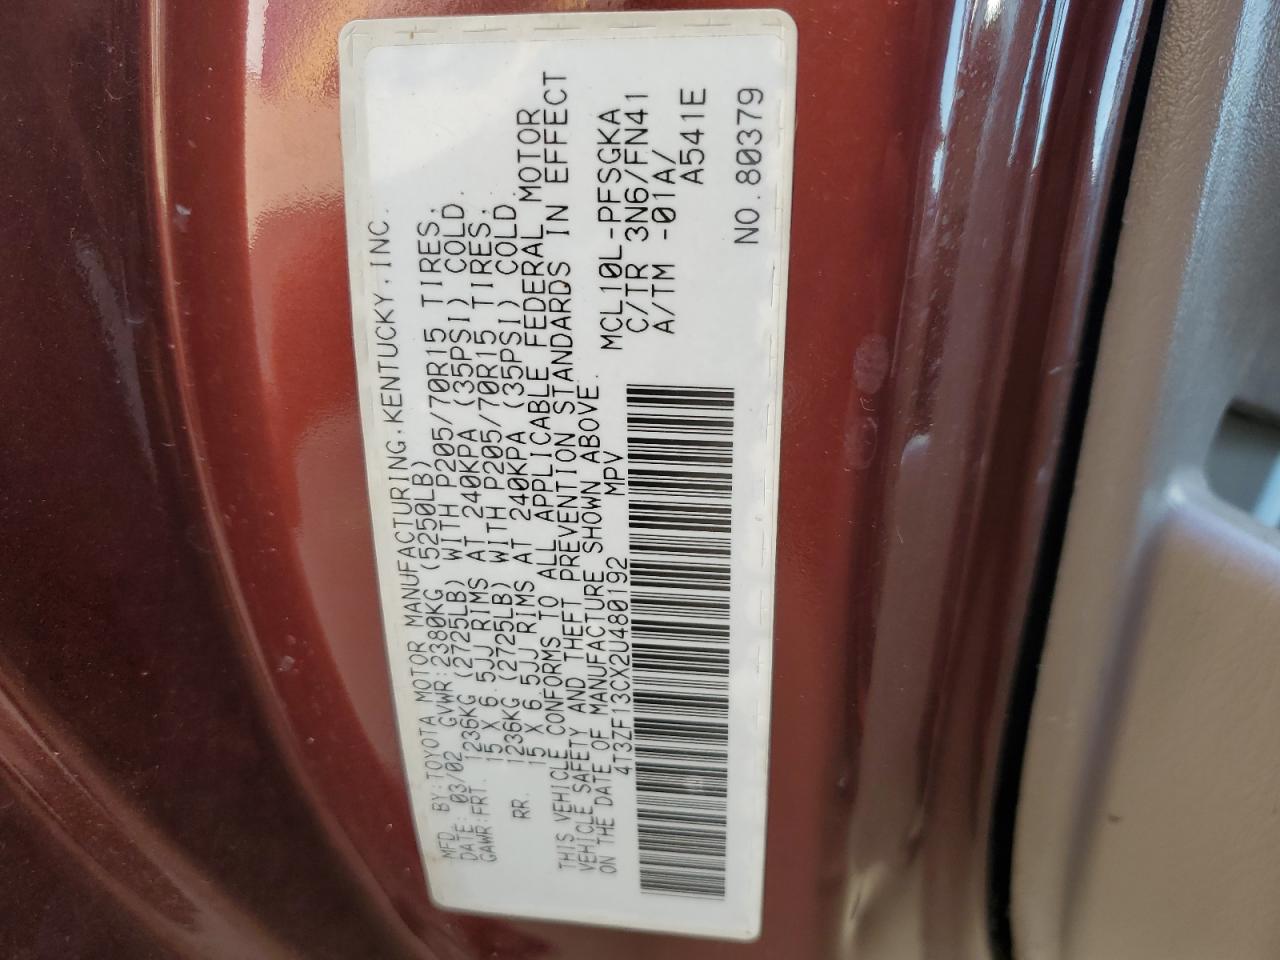 MFD. BY:TOYOTA MOTOR MANUFACTURING.KENTUCKY.INC.
DATE: 03/02 GVWR:2380KG (5250LB)
GAWR:FRT. 1236KG (2725LB) WITH P205/70R15 TIRES.
15 X 6.5JJ RIMS AT 240KPA (35PSI) COLD
RR. 1236KG (2725LB) WITH P205/70R15 TIRES.
15 X 6.5JJ RIMS AT 240KPA (35PSI) COLD.
THIS VEHICLE CONFORMS TO ALL APPLICABLE FEDERAL MOTOR
VEHICLE SAFETY AND THEFT PREVENTION STANDARDS IN EFFECT
ON THE DATE OF MANUFACTURE SHOWN ABOVE.
4T3ZF13CX2U480192 MPV
MCL10L-PFSGKA
C/TR 3N6/FN41
A/TM -01A/
A541E
NO.80379